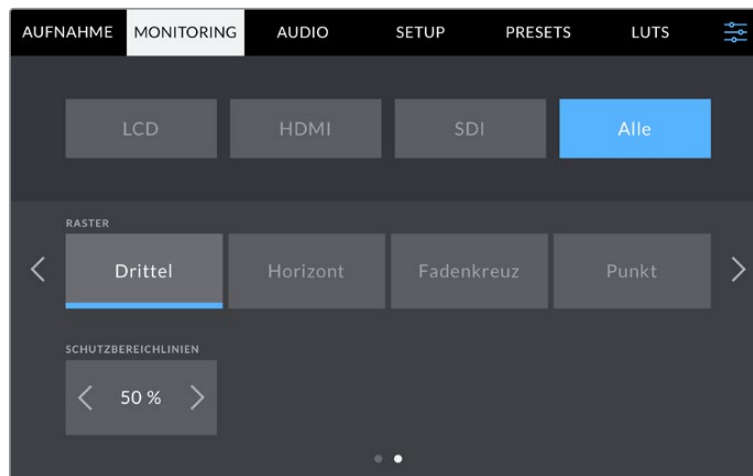 AUFNAHME MONITORING AUDIO SETUP PRESETS LUTS
LCD HDMI SDI Alle
RASTER
Drittel Horizont Fadenkreuz Punkt
SCHUTZBEREICHLINIEN
50 %